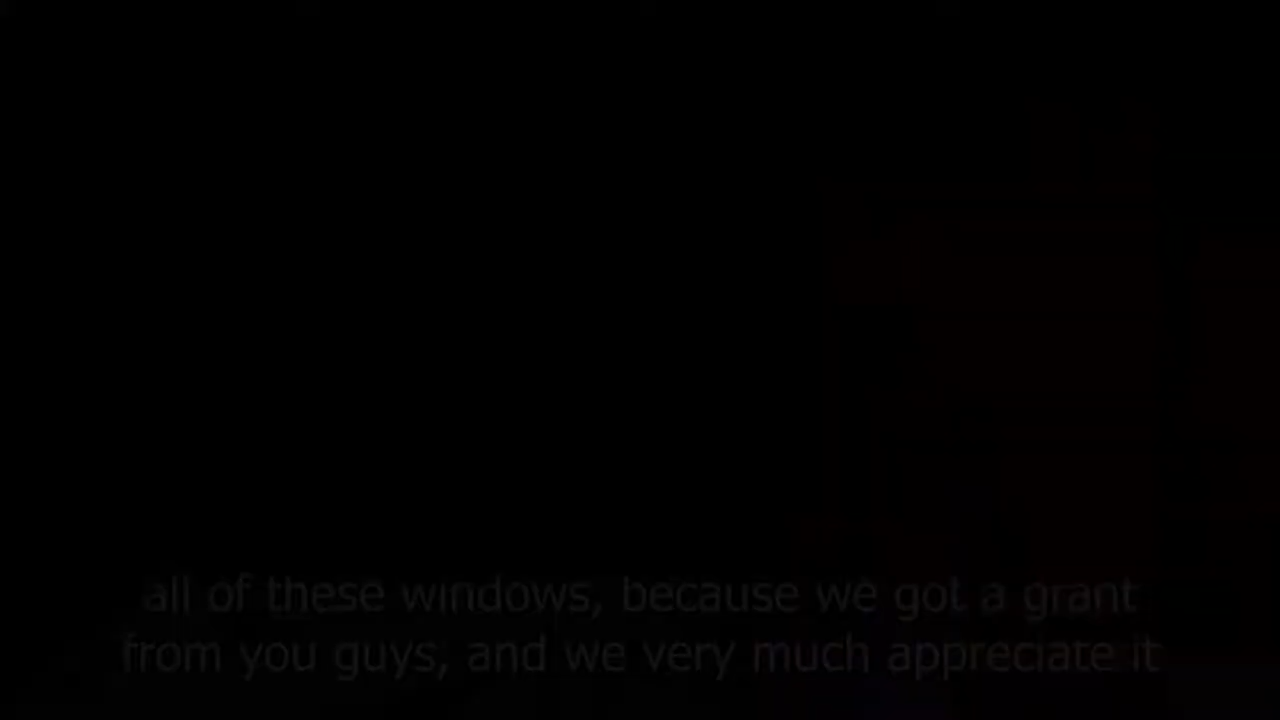 all of these windows, because we got a grant
from you guys, and we very much appreciate it